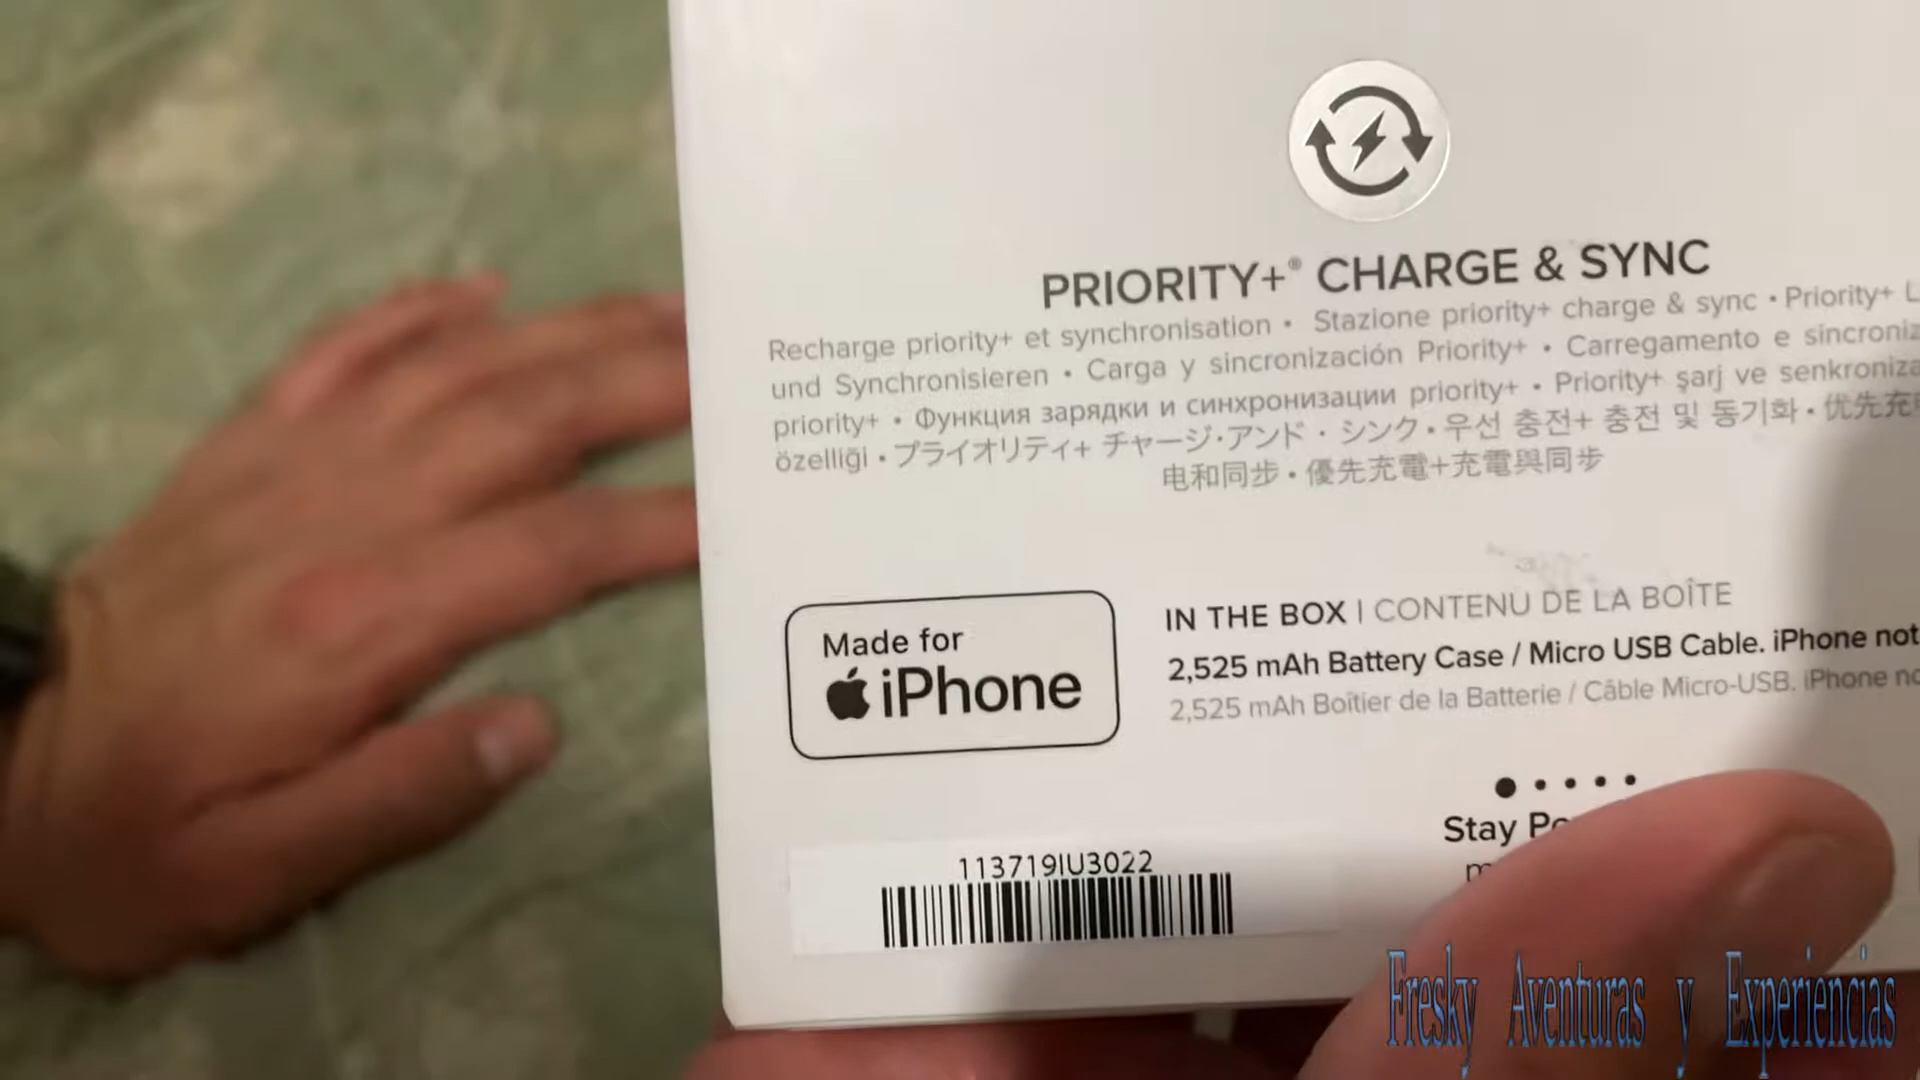 PRIORITY+® CHARGE & SYNC
Recharge priority+ et synchronisation • Stazione priority+ charge & sync • Priority+
und Synchronisieren • Carga y sincronización Priority+ • Carregamento e
priority+ • Функция зарядки и синхронизации priority+ • Priority+ şarj ve
özelliği • プライオリティ+ チャージ・アンド・シンク • 우선 충전+ 충전 및 동기화 • 优先充
电和同步 • 優先充電+充電與同步
Made for
iPhone
IN THE BOX | CONTENU DE LA BOÎTE
2,525 mAh Battery Case / Micro USB Cable. iPhone not
2,525 mAh Boîtier de la Batterie / Câble Micro-USB. iPhone
Stay
113719IU3022
Fresky Aventuras y Experiencias